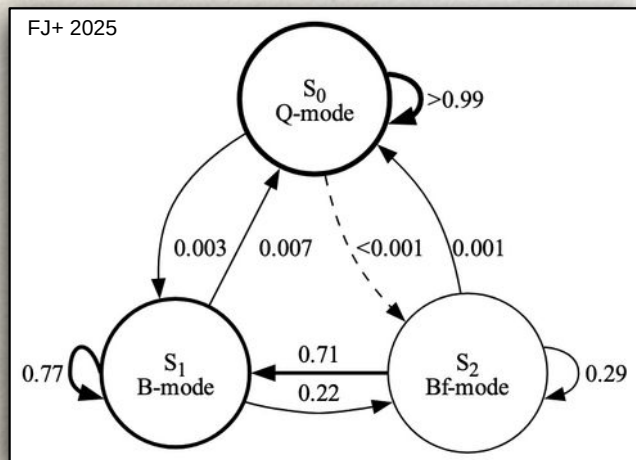 FJ+ 2025
S0
Q-mode
>0.99
0.003
0.007
<0.001
0.001
0.77
S1
B-mode
0.71
0.22
S2
Bf-mode
0.29